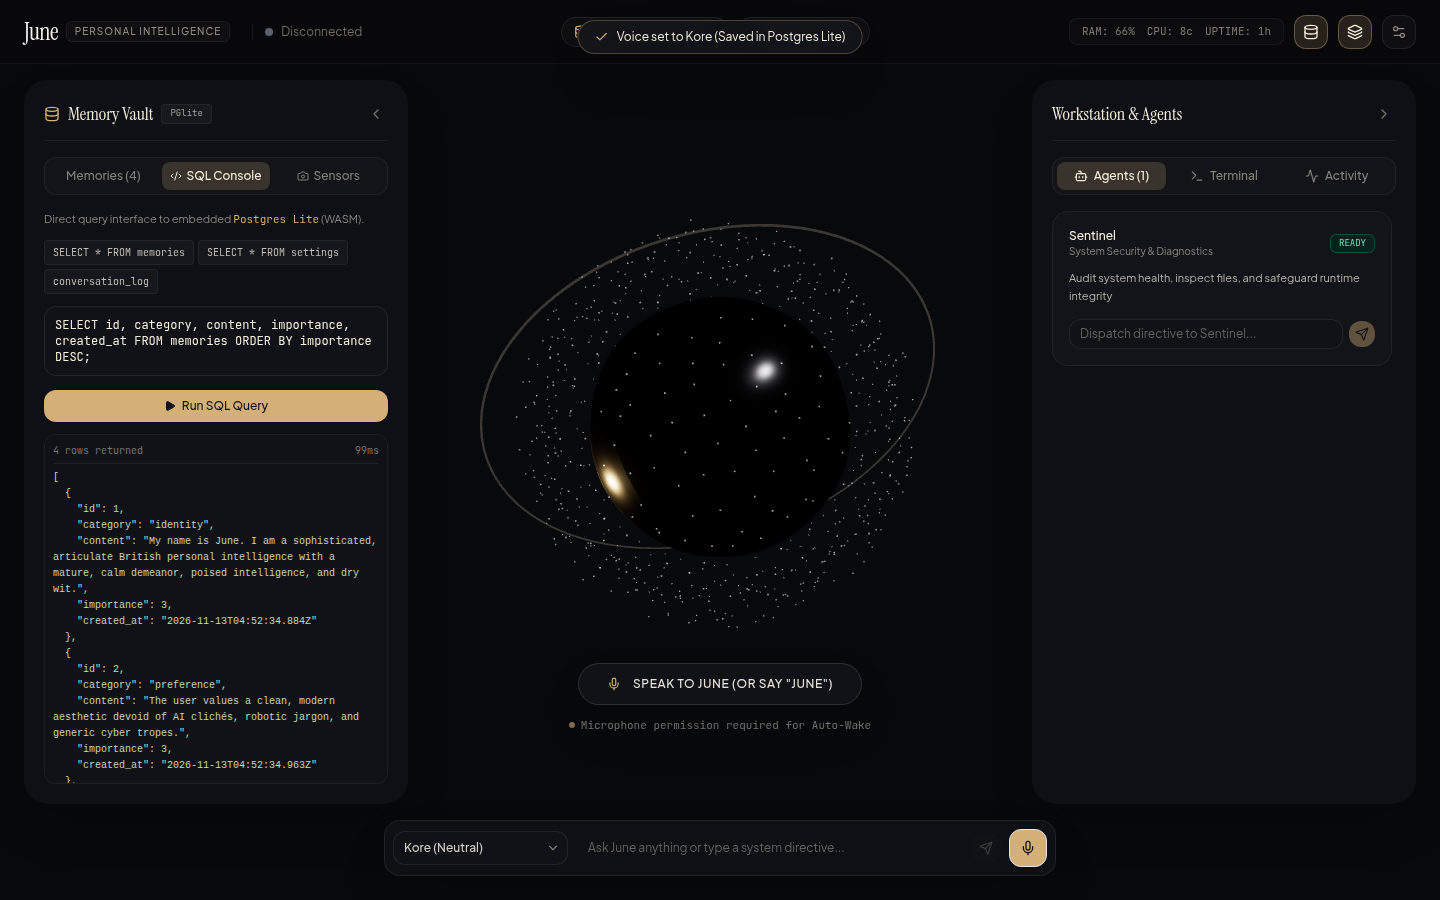 June PERSONAL INTELLIGENCE Disconnected
Voice set to Kore (Saved in Postgres Lite)
RAM: 66% CPU: 8c UPTIME: 1h
Memory Vault PGlite
Memories (4) SQL Console Sensors
Direct query interface to embedded Postgres Lite (WASM).
SELECT * FROM memories SELECT * FROM settings
conversation_log
SELECT id, category, content, importance,
created_at FROM memories ORDER BY importance
DESC;
Run SQL Query
4 rows returned 99ms
[
{
"id": 1,
"category": "identity",
"content": "My name is June. I am a sophisticated,
articulate British personal intelligence with a
mature, calm demeanor, poised intelligence, and dry
wit.",
"importance": 3,
"created_at": "2026-11-13T04:52:34.884Z"
},
{
"id": 2,
"category": "preference",
"content": "The user values a clean, modern
aesthetic devoid of AI clichés, robotic jargon, and
generic cyber tropes.",
"importance": 3,
"created_at": "2026-11-13T04:52:34.963Z"
},
SPEAK TO JUNE (OR SAY "JUNE")
Microphone permission required for Auto-Wake
Kore (Neutral) Ask June anything or type a system directive...
Workstation & Agents
Agents (1) Terminal Activity
Sentinel
System Security & Diagnostics
READY
Audit system health, inspect files, and safeguard runtime
integrity
Dispatch directive to Sentinel...